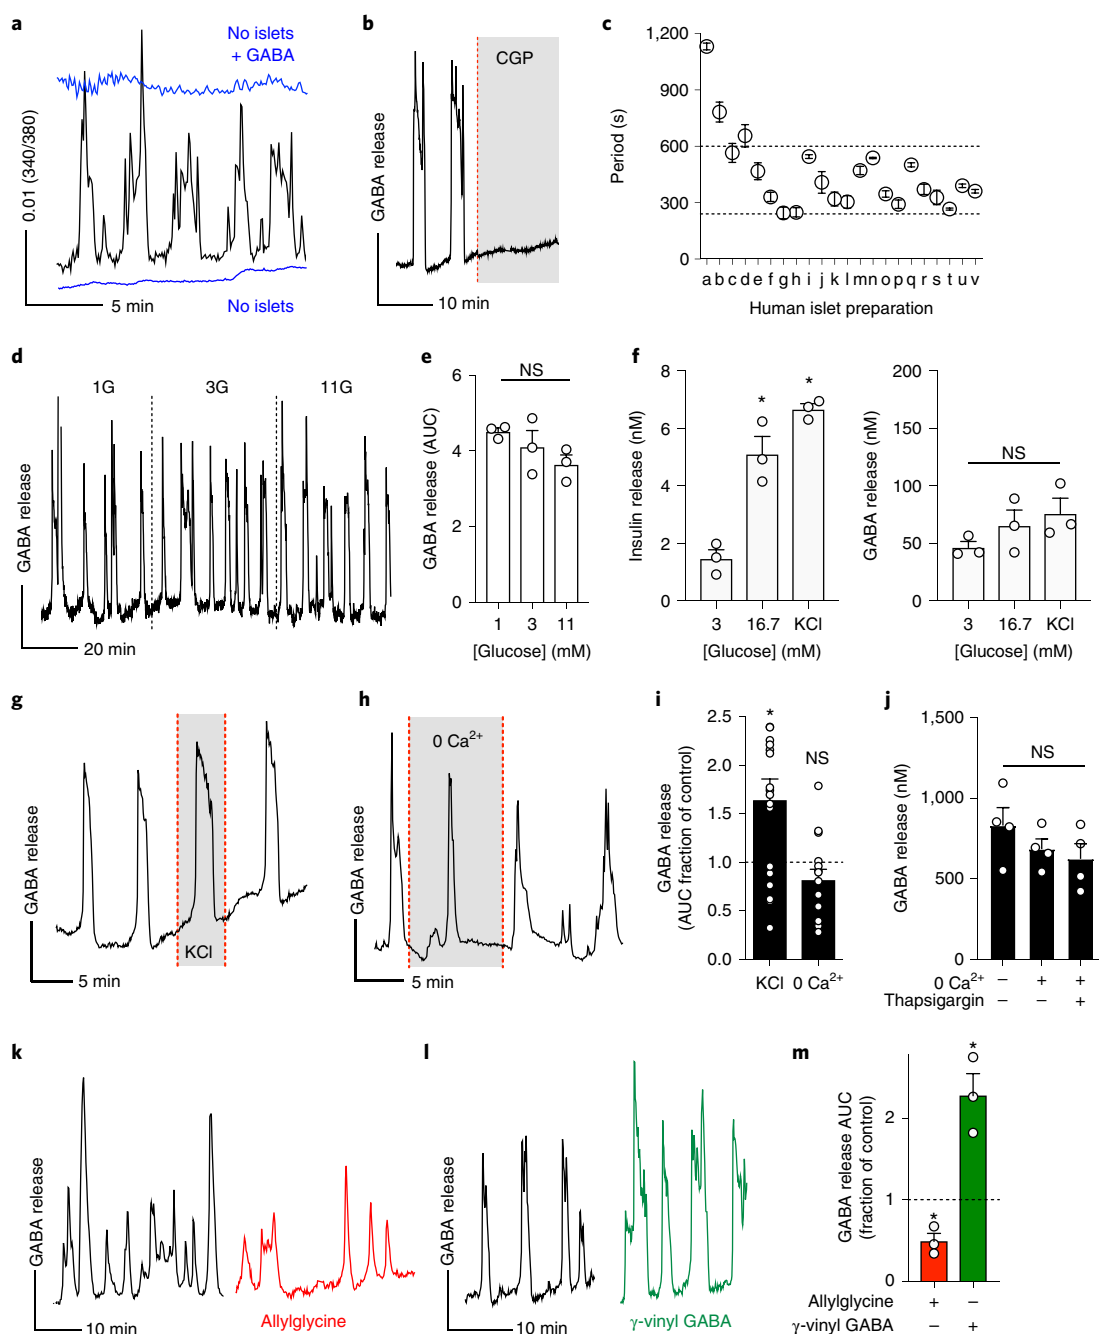 a
No islets
+ GABA
0.01 (340/380)
5 min
No islets
b
CGP
GABA release
10 min
c
1,200
900
600
300
0
Period (s)
a b c d e f g h i j k l m n o p q r s t u v
Human islet preparation
d
1G 3G 11G
GABA release
20 min
e
NS
6
4
2
0
GABA release (AUC)
1 3 11
[Glucose] (mM)
f
8
6
4
2
0
Insulin release (nM)
* *
3 16.7 KCl
[Glucose] (mM)
200
150
100
50
0
GABA release (nM)
NS
3 16.7 KCl
[Glucose] (mM)
g
GABA release
KCl
5 min
h
0 Ca²⁺
GABA release
5 min
i
2.5
2.0
1.5
1.0
0.5
0.0
GABA release
(AUC fraction of control)
*
NS
KCl 0 Ca²⁺
j
1,500
1,000
500
0
GABA release (nM)
NS
0 Ca²⁺ – + +
Thapsigargin – – +
k
GABA release
10 min
Allylglycine
l
GABA release
10 min
γ-vinyl GABA
m
2
1
0
GABA release AUC
(fraction of control)
*
*
Allylglycine + –
γ-vinyl GABA – +